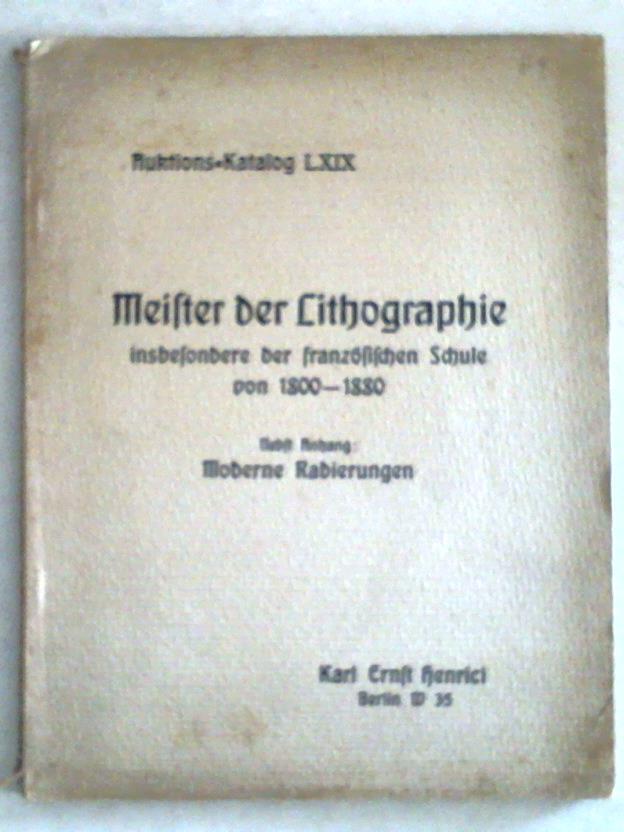 Auktions-Katalog LXIX
Meiſter der Lithographie
insbeſondere der franzöſiſchen Schule
von 1800—1880
Nebſt Anhang:
Moderne Radierungen
Karl Ernſt Henrici
Berlin W 35